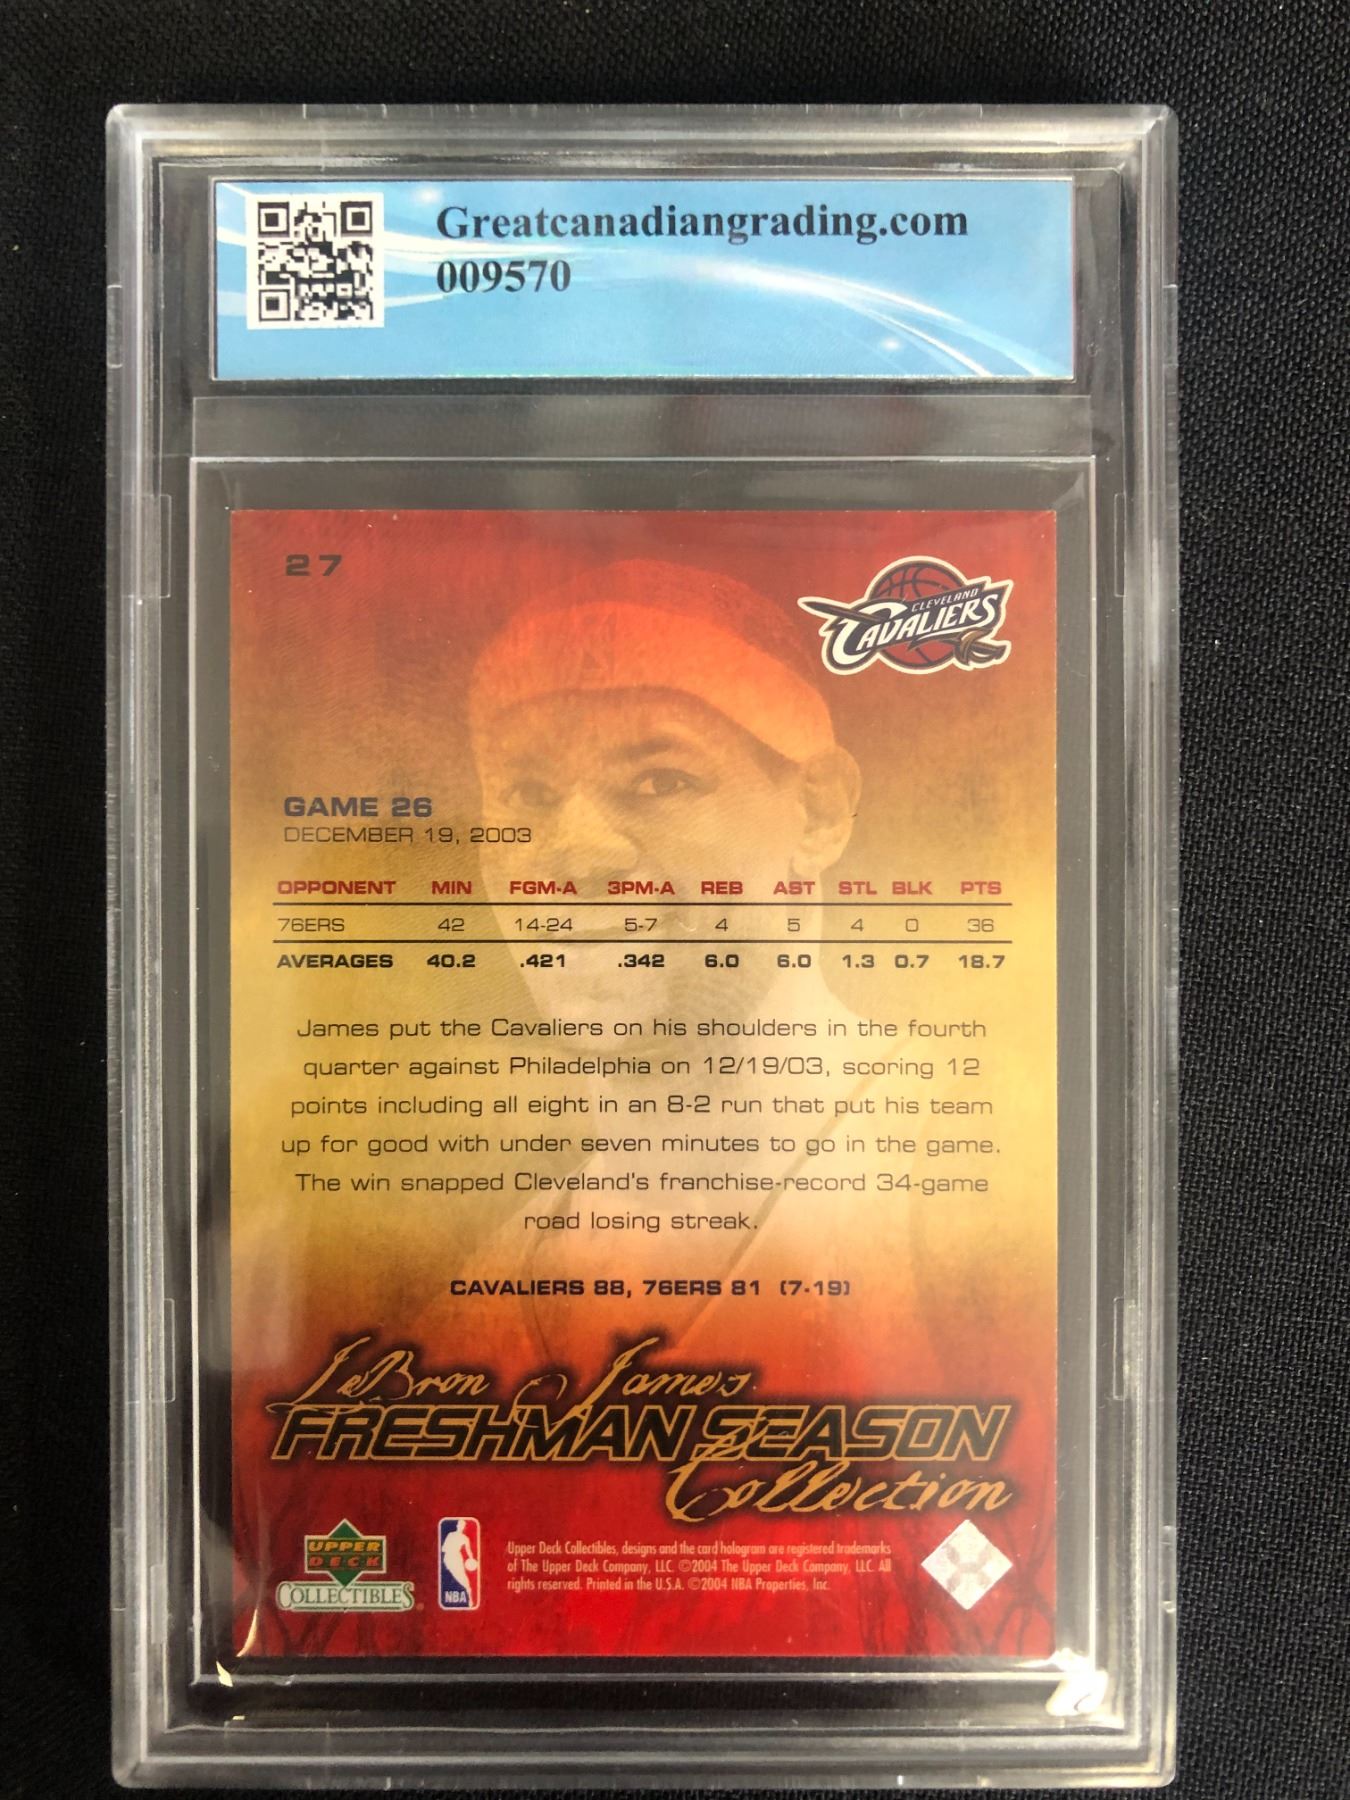 Greatcanadiangrading.com
009570
27
CLEVELAND
CAVALIERS
GAME 26
DECEMBER 19, 2003
OPPONENT MIN FGM-A 3PM-A REB AST STL BLK PTS
76ERS 42 14-24 5-7 4 5 4 0 36
AVERAGES 40.2 .421 .342 6.0 6.0 1.3 0.7 18.7
James put the Cavaliers on his shoulders in the fourth
quarter against Philadelphia on 12/19/03, scoring 12
points including all eight in an 8-2 run that put his team
up for good with under seven minutes to go in the game.
The win snapped Cleveland's franchise-record 34-game
road losing streak.
CAVALIERS 88, 76ERS 81 (7-19)
LeBron James
FRESHMAN SEASON
Collection
UPPER
DECK
COLLECTIBLES
NBA
Upper Deck Collectibles, designs and the card hologram are registered trademarks
of The Upper Deck Company, LLC. ©2004 The Upper Deck Company, LLC. All
rights reserved. Printed in the U.S.A. ©2004 NBA Properties, Inc.